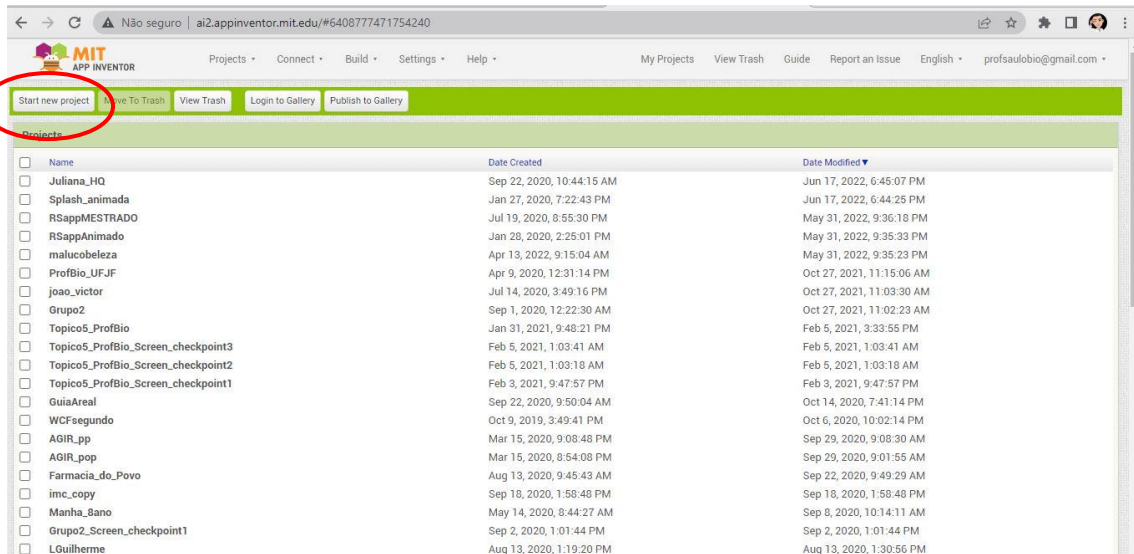 Não seguro | ai2.appinventor.mit.edu/#6408777471754240
MIT
APP INVENTOR
Projects Connect Build Settings Help My Projects View Trash Guide Report an Issue English profsaulobio@gmail.com
Start new project Move To Trash View Trash Login to Gallery Publish to Gallery
Projects
Name Date Created Date Modified
Juliana_HQ Sep 22, 2020, 10:44:15 AM Jun 17, 2022, 6:45:07 PM
Splash_animada Jan 27, 2020, 7:22:43 PM Jun 17, 2022, 6:44:25 PM
RSappMESTRADO Jul 19, 2020, 8:55:30 PM May 31, 2022, 9:36:18 PM
RSappAnimado Jan 28, 2020, 2:25:01 PM May 31, 2022, 9:35:33 PM
malucobeleza Apr 13, 2022, 9:15:04 AM May 31, 2022, 9:35:23 PM
ProfBio_UFJF Apr 9, 2020, 12:31:14 PM Oct 27, 2021, 11:15:06 AM
joao_victor Jul 14, 2020, 3:49:16 PM Oct 27, 2021, 11:03:30 AM
Grupo2 Sep 1, 2020, 12:22:30 AM Oct 27, 2021, 11:02:23 AM
Topico5_ProfBio Jan 31, 2021, 9:48:21 PM Feb 5, 2021, 3:33:55 PM
Topico5_ProfBio_Screen_checkpoint3 Feb 5, 2021, 1:03:41 AM Feb 5, 2021, 1:03:41 AM
Topico5_ProfBio_Screen_checkpoint2 Feb 5, 2021, 1:03:18 AM Feb 5, 2021, 1:03:18 AM
Topico5_ProfBio_Screen_checkpoint1 Feb 3, 2021, 9:47:57 PM Feb 3, 2021, 9:47:57 PM
GuiaAreal Sep 22, 2020, 9:50:04 AM Oct 14, 2020, 7:41:14 PM
WCFsegundo Oct 9, 2019, 3:49:41 PM Oct 6, 2020, 10:02:14 PM
AGIR_pp Mar 15, 2020, 9:08:48 PM Sep 29, 2020, 9:08:30 AM
AGIR_pop Mar 15, 2020, 8:54:08 PM Sep 29, 2020, 9:01:55 AM
Farmacia_do_Povo Aug 13, 2020, 9:45:43 AM Sep 22, 2020, 9:49:29 AM
imc_copy Sep 18, 2020, 1:58:48 PM Sep 18, 2020, 1:58:48 PM
Manha_8ano May 14, 2020, 8:44:27 AM Sep 8, 2020, 10:14:11 AM
Grupo2_Screen_checkpoint1 Sep 2, 2020, 1:01:44 PM Sep 2, 2020, 1:01:44 PM
LGuilherme Aug 13, 2020, 1:19:20 PM Aug 13, 2020, 1:30:56 PM